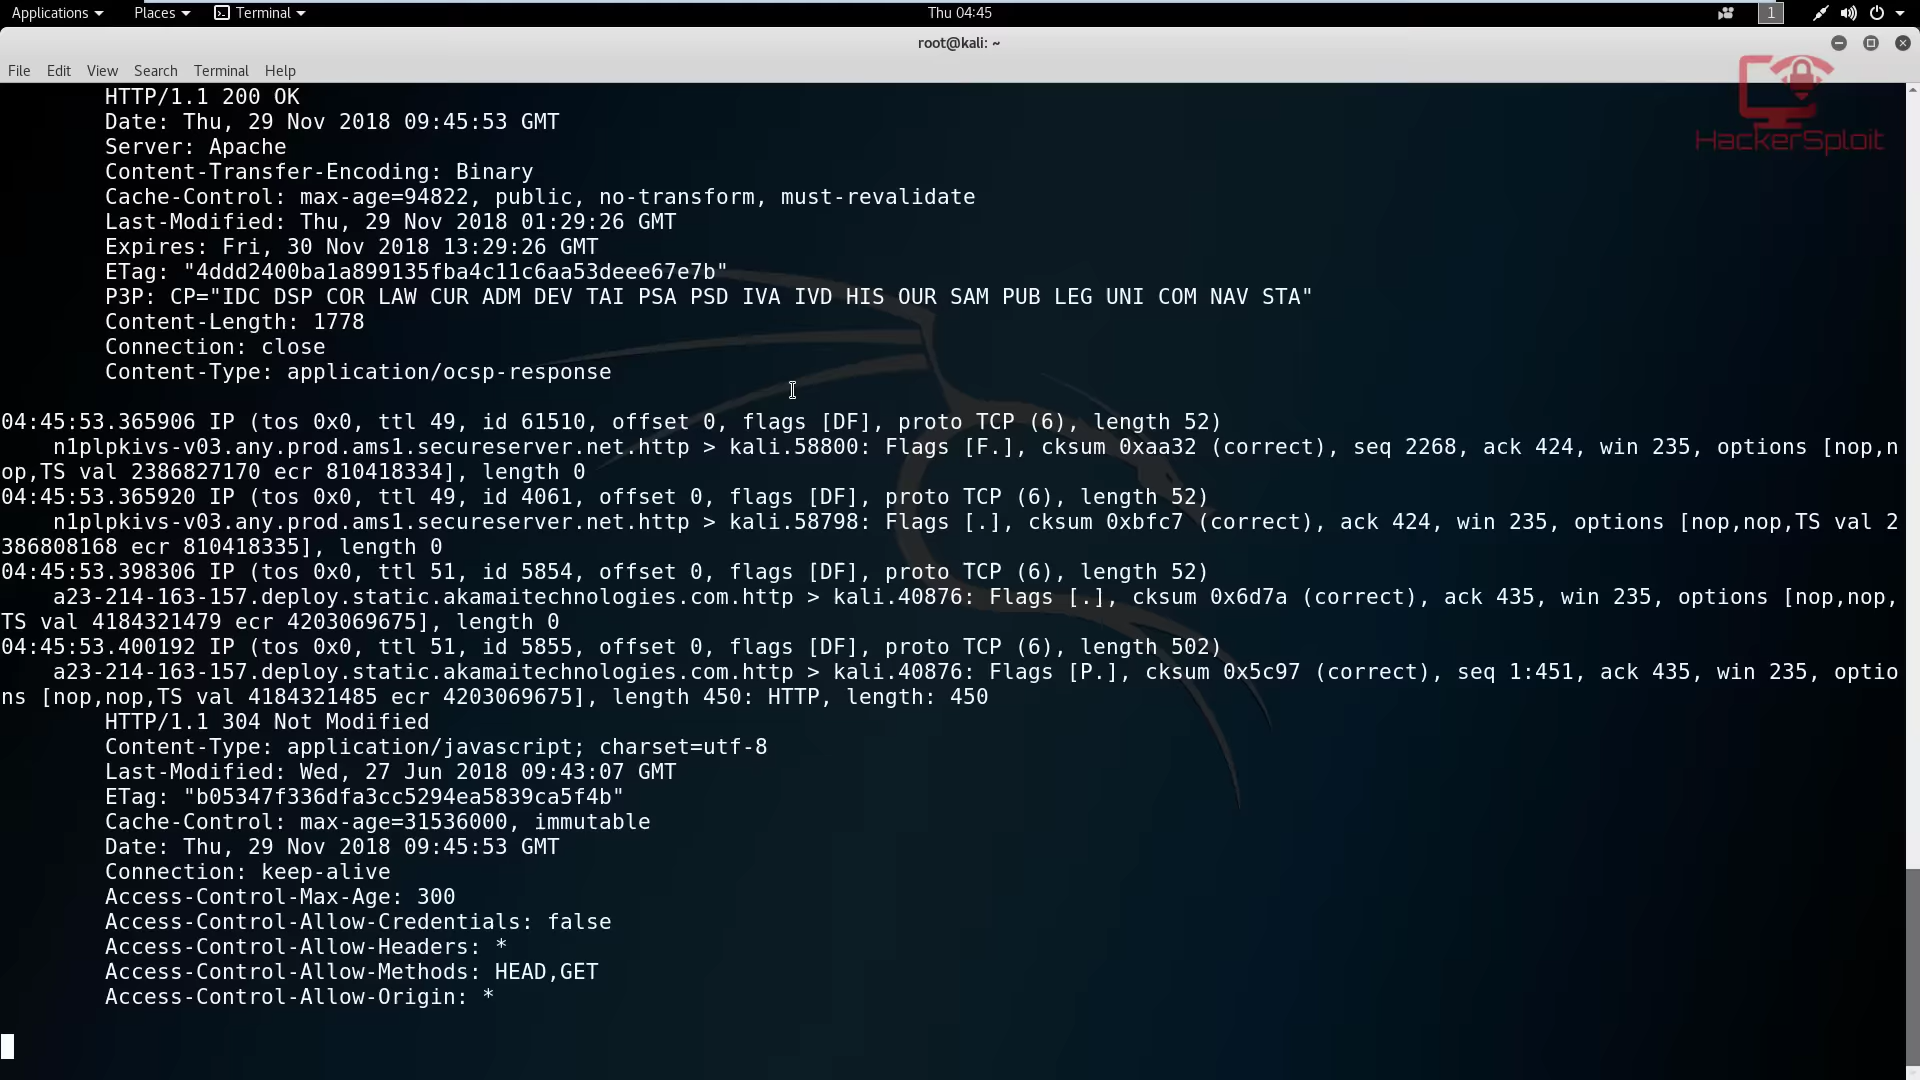 Applications Places Terminal Thu 04:45 1
root@kali: ~
File Edit View Search Terminal Help
HackerSploit
HTTP/1.1 200 OK
Date: Thu, 29 Nov 2018 09:45:53 GMT
Server: Apache
Content-Transfer-Encoding: Binary
Cache-Control: max-age=94822, public, no-transform, must-revalidate
Last-Modified: Thu, 29 Nov 2018 01:29:26 GMT
Expires: Fri, 30 Nov 2018 13:29:26 GMT
ETag: "4ddd2400ba1a899135fba4c11c6aa53deee67e7b"
P3P: CP="IDC DSP COR LAW CUR ADM DEV TAI PSA PSD IVA IVD HIS OUR SAM PUB LEG UNI COM NAV STA"
Content-Length: 1778
Connection: close
Content-Type: application/ocsp-response
04:45:53.365906 IP (tos 0x0, ttl 49, id 61510, offset 0, flags [DF], proto TCP (6), length 52)
n1plpkivs-v03.any.prod.ams1.secureserver.net.http > kali.58800: Flags [F.], cksum 0xaa32 (correct), seq 2268, ack 424, win 235, options [nop,n
op,TS val 2386827170 ecr 810418334], length 0
04:45:53.365920 IP (tos 0x0, ttl 49, id 4061, offset 0, flags [DF], proto TCP (6), length 52)
n1plpkivs-v03.any.prod.ams1.secureserver.net.http > kali.58798: Flags [.], cksum 0xbfc7 (correct), ack 424, win 235, options [nop,nop,TS val 2
386808168 ecr 810418335], length 0
04:45:53.398306 IP (tos 0x0, ttl 51, id 5854, offset 0, flags [DF], proto TCP (6), length 52)
a23-214-163-157.deploy.static.akamaitechnologies.com.http > kali.40876: Flags [.], cksum 0x6d7a (correct), ack 435, win 235, options [nop,nop,
TS val 4184321479 ecr 4203069675], length 0
04:45:53.400192 IP (tos 0x0, ttl 51, id 5855, offset 0, flags [DF], proto TCP (6), length 502)
a23-214-163-157.deploy.static.akamaitechnologies.com.http > kali.40876: Flags [P.], cksum 0x5c97 (correct), seq 1:451, ack 435, win 235, optio
ns [nop,nop,TS val 4184321485 ecr 4203069675], length 450: HTTP, length: 450
HTTP/1.1 304 Not Modified
Content-Type: application/javascript; charset=utf-8
Last-Modified: Wed, 27 Jun 2018 09:43:07 GMT
ETag: "b05347f336dfa3cc5294ea5839ca5f4b"
Cache-Control: max-age=31536000, immutable
Date: Thu, 29 Nov 2018 09:45:53 GMT
Connection: keep-alive
Access-Control-Max-Age: 300
Access-Control-Allow-Credentials: false
Access-Control-Allow-Headers: *
Access-Control-Allow-Methods: HEAD,GET
Access-Control-Allow-Origin: *